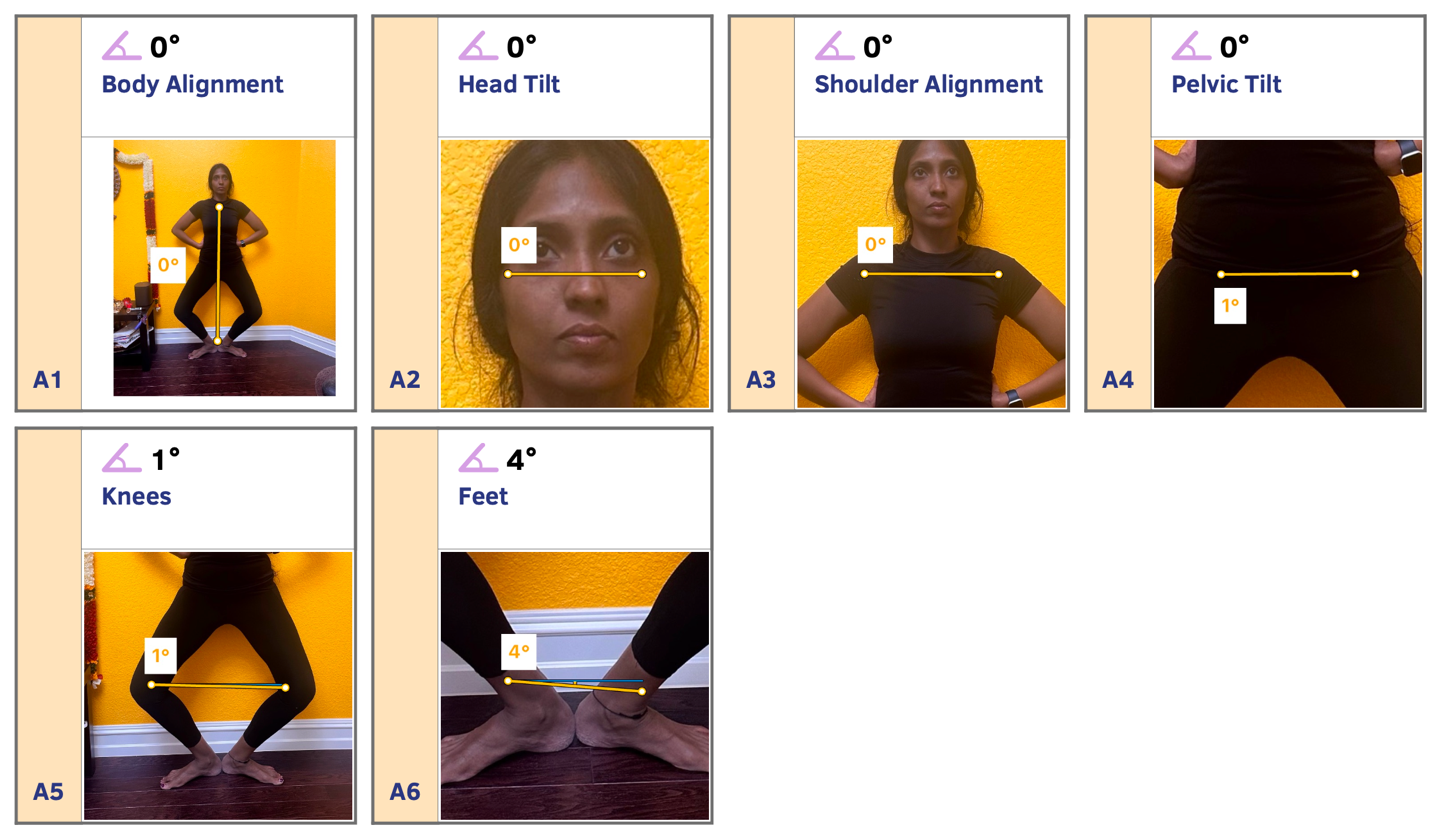 0°
Body Alignment
0°
A1
0°
Head Tilt
0°
A2
0°
Shoulder Alignment
0°
A3
0°
Pelvic Tilt
1°
A4
1°
Knees
1°
A5
4°
Feet
4°
A6